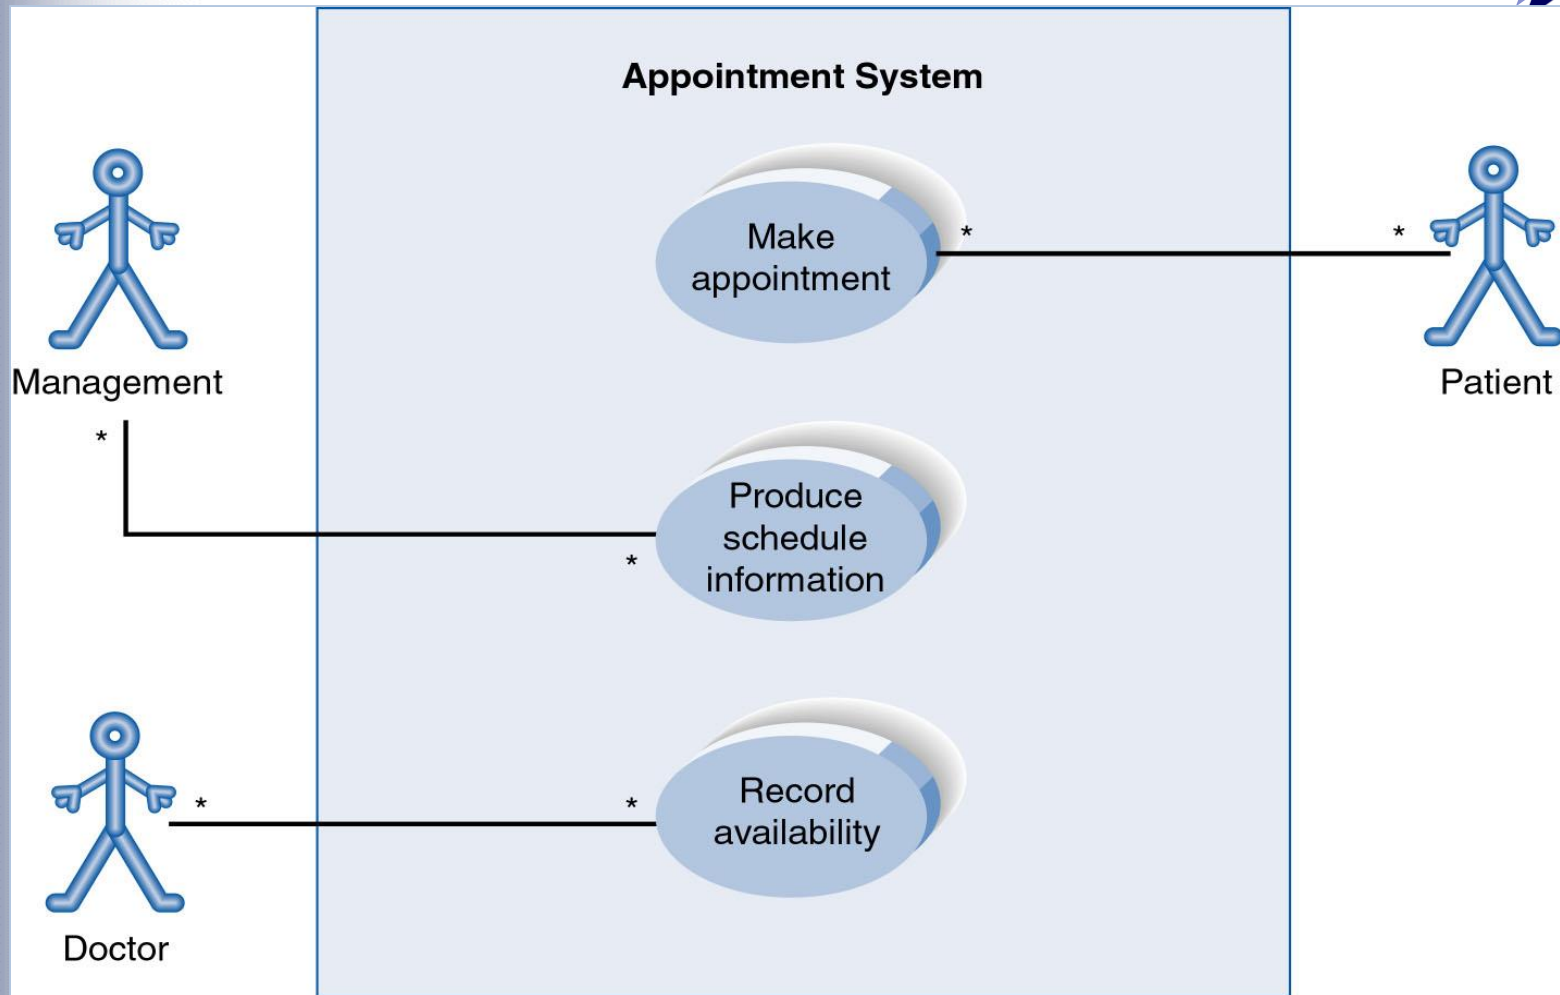 Appointment System
Make
appointment
*
*
Management
Patient
*
Produce
schedule
information
*
Record
availability
*
*
Doctor